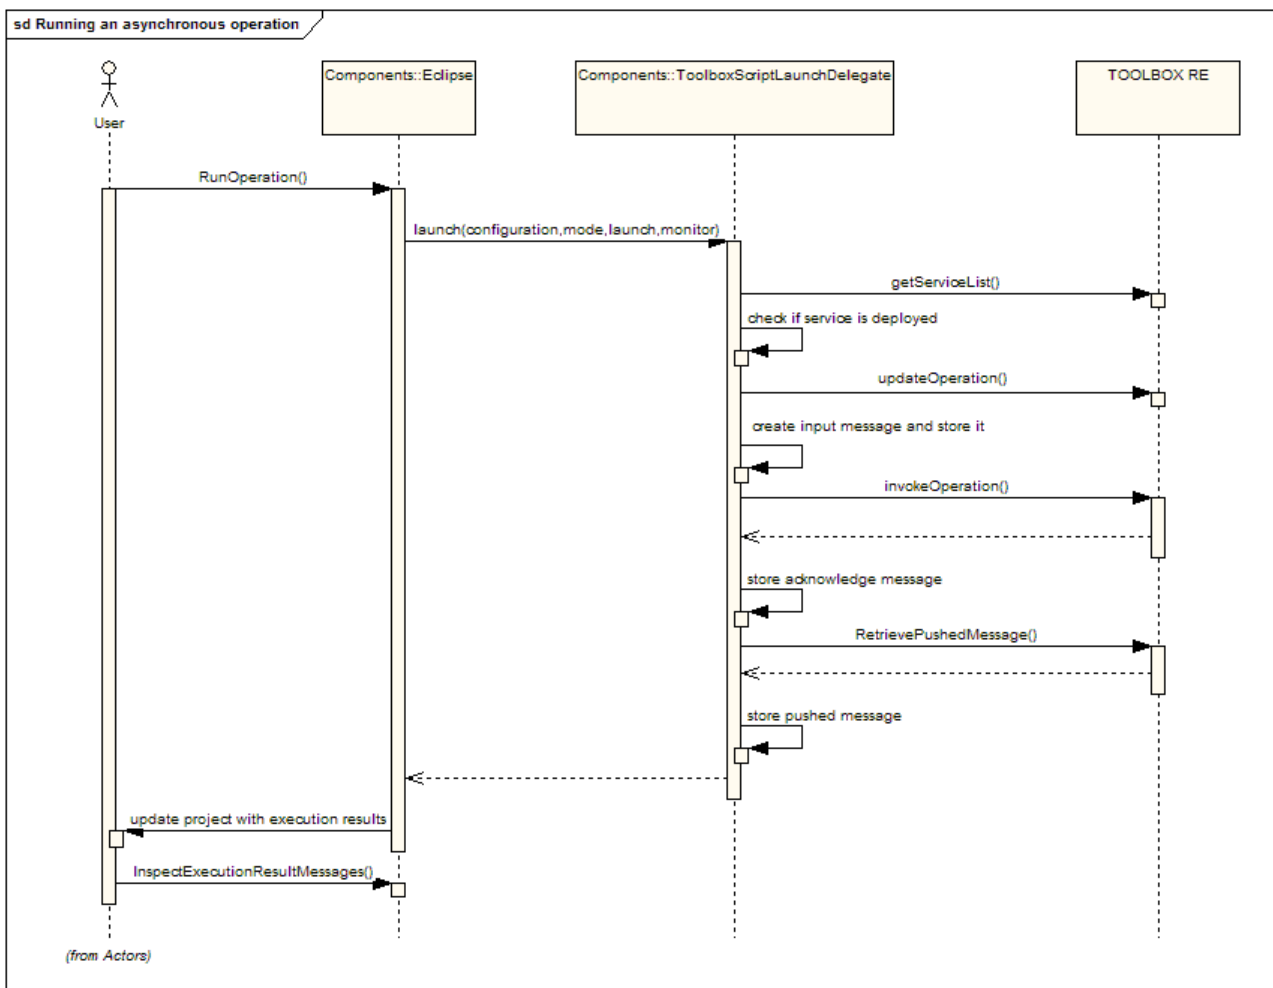 sd Running an asynchronous operation
User
Components::Eclipse
Components::ToolboxScriptLaunchDelegate
TOOLBOX RE
RunOperation()
launch(configuration,mode,launch,monitor)
getServiceList()
check if service is deployed
updateOperation()
create input message and store it
invokeOperation()
store acknowledge message
RetrievePushedMessage()
store pushed message
update project with execution results
InspectExecutionResultMessages()
(from Actors)